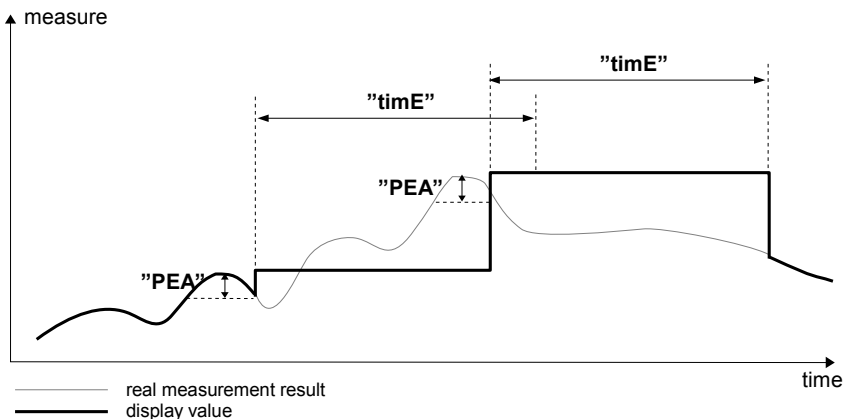 measure
”timE”
”timE”
”PEA”
”PEA”
time
real measurement result
display value